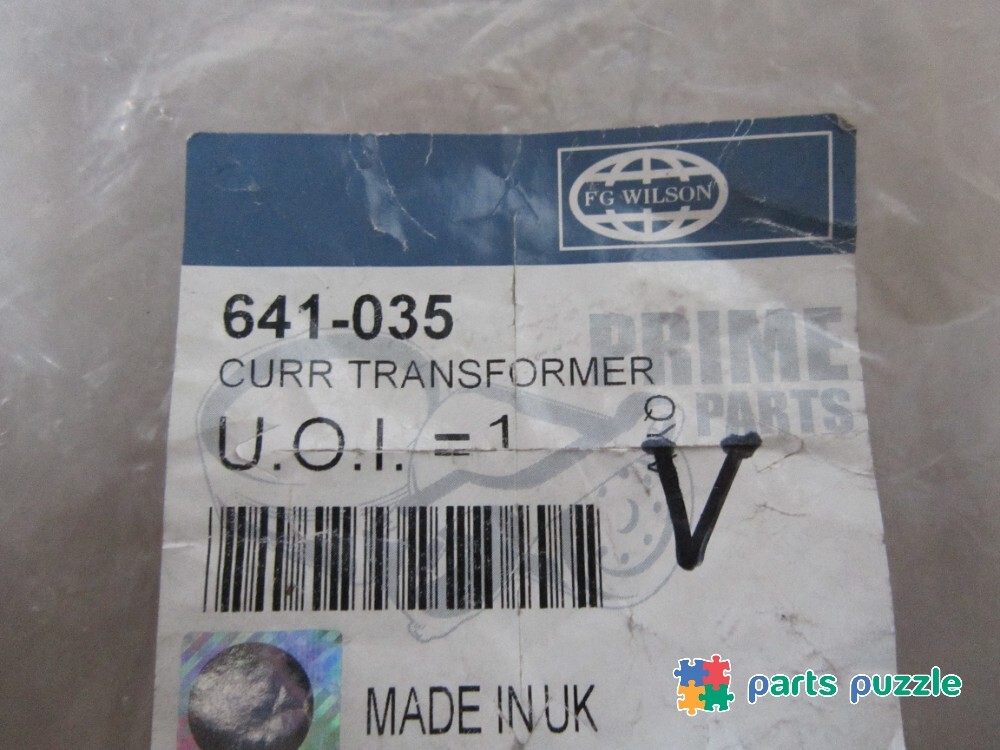 FG WILSON
641-035
PRIME
CURR TRANSFORMER
PARTS
U.O.I. = 1
V
MADE IN UK
parts puzzle